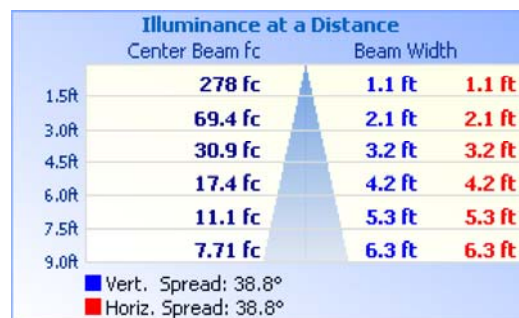 Illuminance at a Distance
Center Beam fc Beam Width
1.5ft 278 fc 1.1 ft 1.1 ft
3.0ft 69.4 fc 2.1 ft 2.1 ft
4.5ft 30.9 fc 3.2 ft 3.2 ft
6.0ft 17.4 fc 4.2 ft 4.2 ft
7.5ft 11.1 fc 5.3 ft 5.3 ft
9.0ft 7.71 fc 6.3 ft 6.3 ft
Vert. Spread: 38.8°
Horiz. Spread: 38.8°